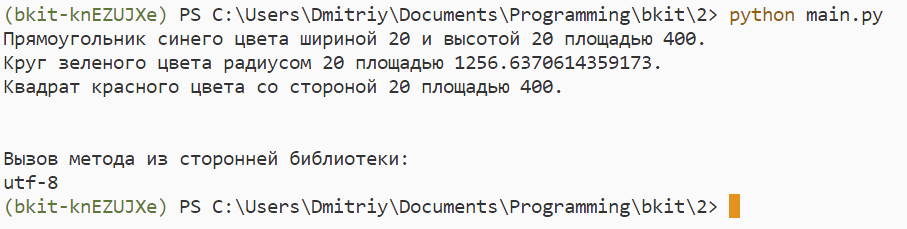 (bkit-knEZUJXe) PS C:\Users\Dmitriy\Documents\Programming\bkit\2> python main.py
Прямоугольник синего цвета шириной 20 и высотой 20 площадью 400.
Круг зеленого цвета радиусом 20 площадью 1256.6370614359173.
Квадрат красного цвета со стороной 20 площадью 400.
Вызов метода из сторонней библиотеки:
utf-8
(bkit-knEZUJXe) PS C:\Users\Dmitriy\Documents\Programming\bkit\2>